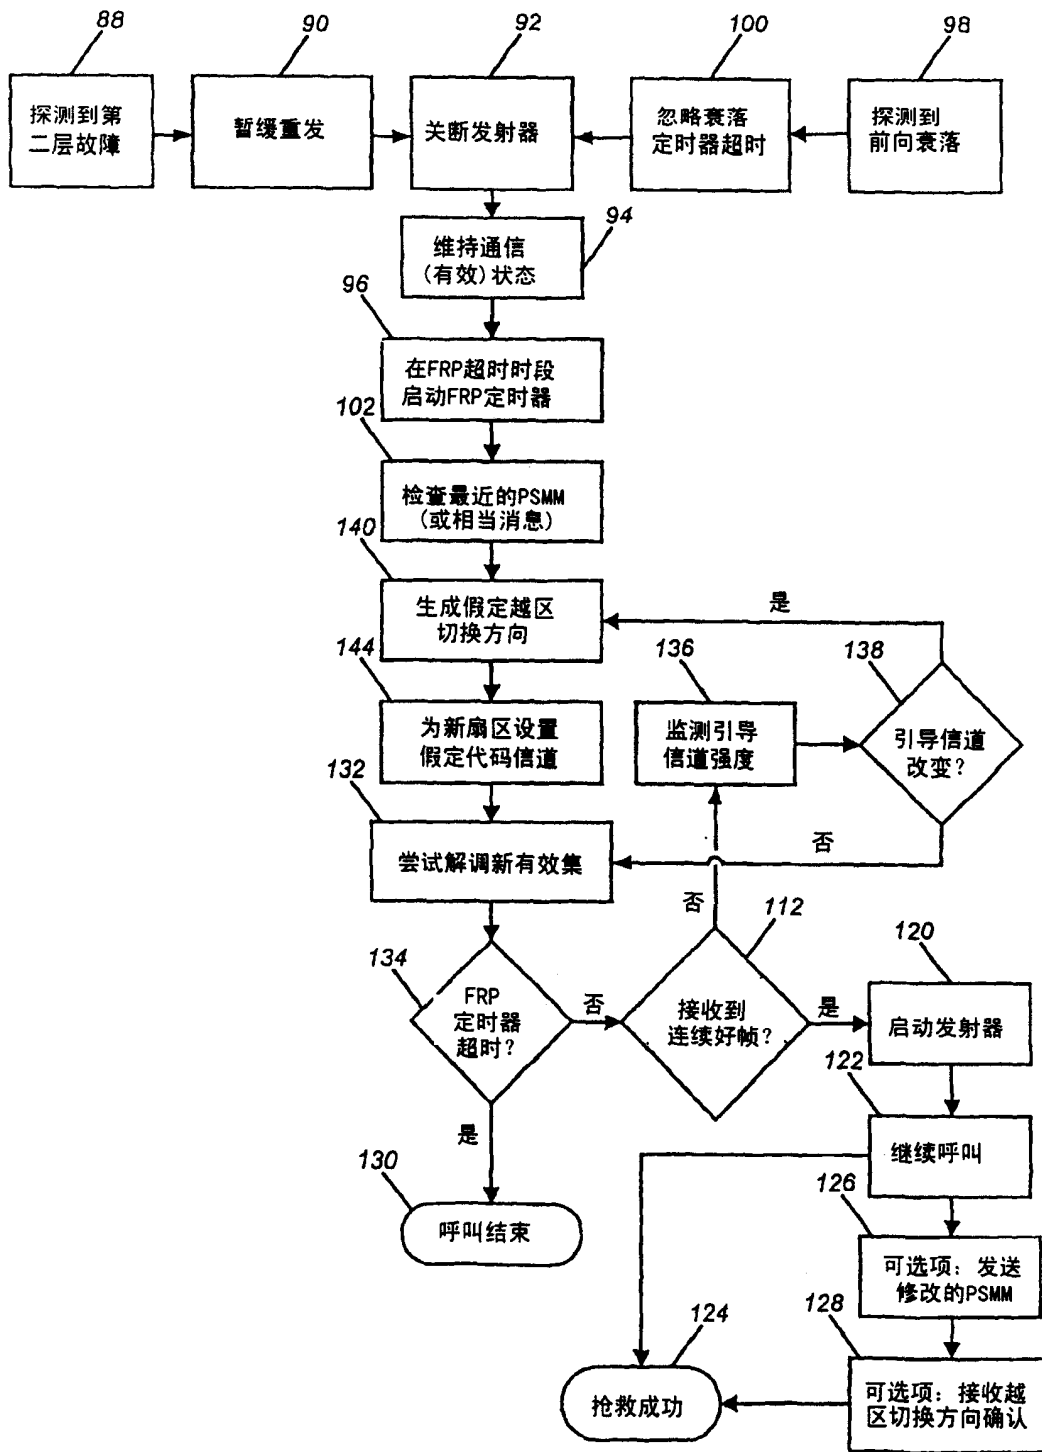 88
90
92
100
98
探测到第
二层故障
暂缓重发
关断发射器
忽略衰落
定时器超时
探测到
前向衰落
94
维持通信
(有效)状态
96
在FRP超时时段
启动FRP定时器
102
检查最近的PSMM
(或相当消息)
140
生成假定越区
切换方向
是
144
136
138
为新扇区设置
假定代码信道
监测引导
信道强度
引导信道
改变?
132
尝试解调新有效集
否
否
112
134
120
FRP
定时器
超时?
否
接收到
连续好帧?
是
启动发射器
122
是
继续呼叫
130
呼叫结束
126
可选项: 发送
修改的PSMM
128
124
抢救成功
可选项: 接收越
区切换方向确认